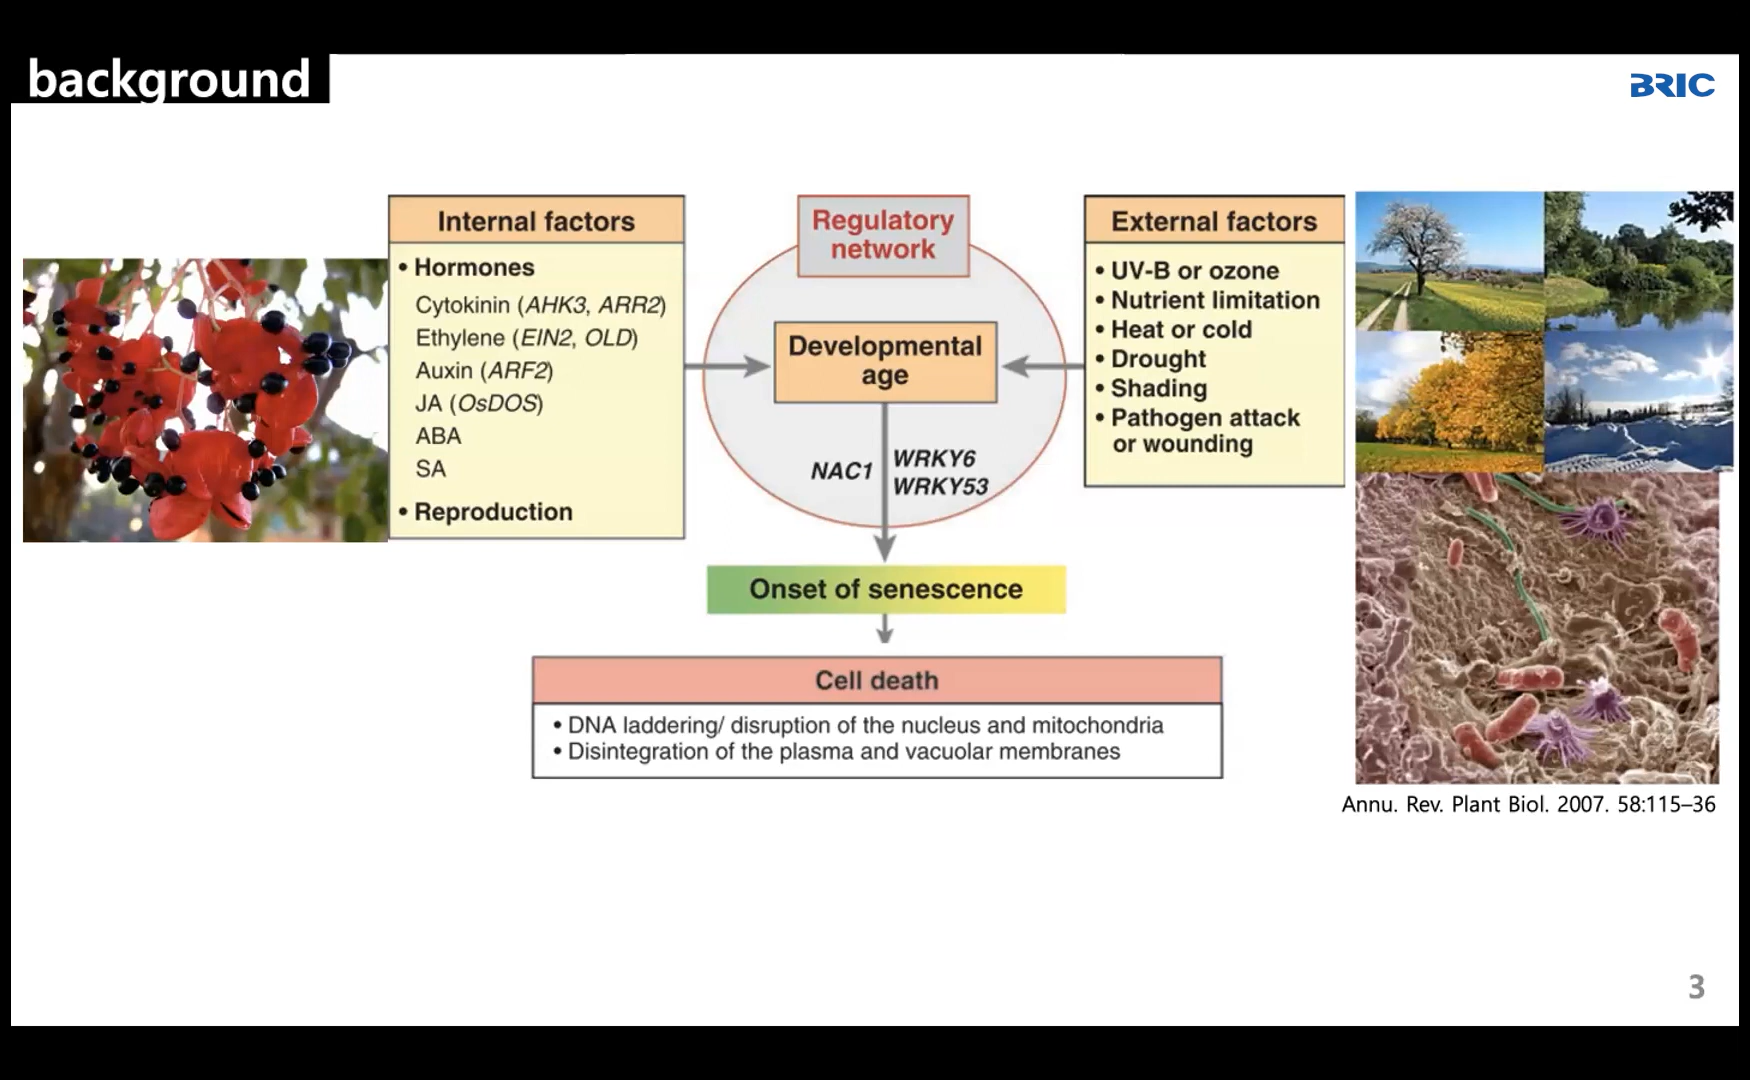 background
BRIC
Internal factors
• Hormones
Cytokinin (AHK3, ARR2)
Ethylene (EIN2, OLD)
Auxin (ARF2)
JA (OsDOS)
ABA
SA
• Reproduction
Regulatory
network
Developmental
age
NAC1
WRKY6
WRKY53
External factors
• UV-B or ozone
• Nutrient limitation
• Heat or cold
• Drought
• Shading
• Pathogen attack
or wounding
Onset of senescence
Cell death
• DNA laddering/ disruption of the nucleus and mitochondria
• Disintegration of the plasma and vacuolar membranes
Annu. Rev. Plant Biol. 2007. 58:115–36
3